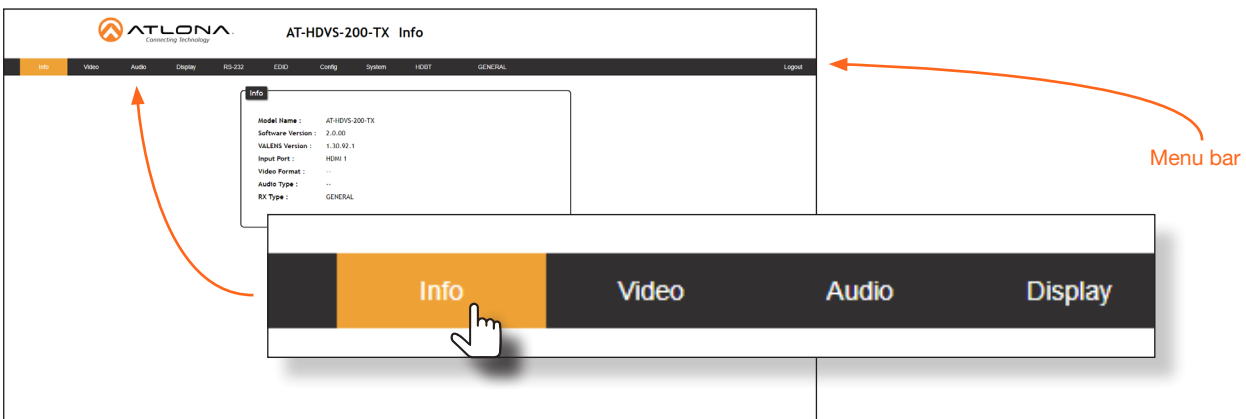 ATLONA.
Connecting Technology
AT-HDVS-200-TX Info
Info Video Audio Display RS-232 EDID Config System HDBT GENERAL Logout
Info
Model Name : AT-HDVS-200-TX
Software Version : 2.0.00
VALENS Version : 1.30.92.1
Input Port : HDMI 1
Video Format : --
Audio Type : --
RX Type : GENERAL
Menu bar
Info Video Audio Display